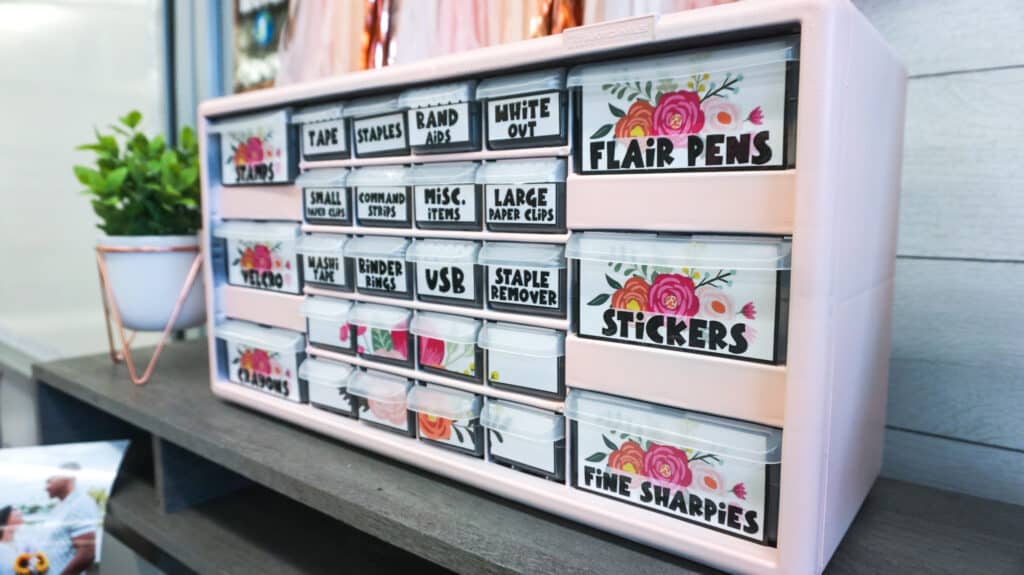 STAMPS
TAPE
STAPLES
BAND
AiDS
WHiTE
OUT
FLAiR PENS
SMALL
PAPER CLiPS
COMMAND
STRiPS
MiSC.
iTEMS
LARGE
PAPER CLiPS
VELCRO
WASHi
TAPE
BiNDER
RiNGS
USB
STAPLE
REMOVER
STiCKERS
CRAYONS
FiNE SHARPiES